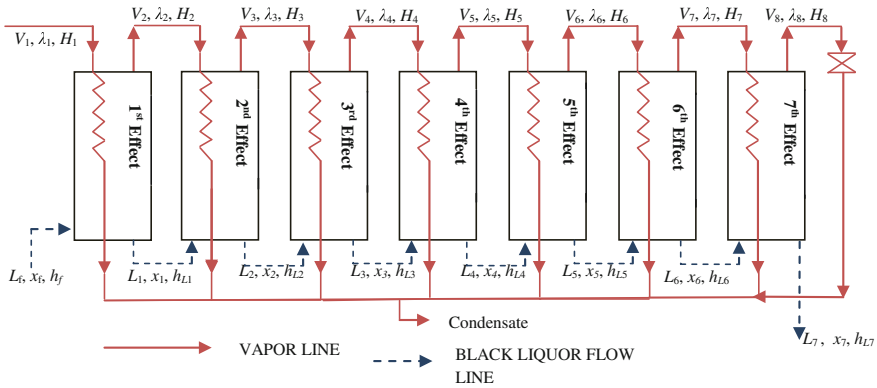 V₂, λ₂, H₂
V₃, λ₃, H₃
V₄, λ₄, H₄
V₅, λ₅, H₅
V₆, λ₆, H₆
V₇, λ₇, H₇
V₈, λ₈, H₈
V₁, λ₁, H₁
1st Effect
2nd Effect
3rd Effect
4th Effect
5th Effect
6th Effect
7th Effect
Lf, xf, hf
L₁, x₁, hL1
L₂, x₂, hL2
L₃, x₃, hL3
L₄, x₄, hL4
L₅, x₅, hL5
L₆, x₆, hL6
L₇ , x₇, hL7
Condensate
VAPOR LINE
BLACK LIQUOR FLOW
LINE